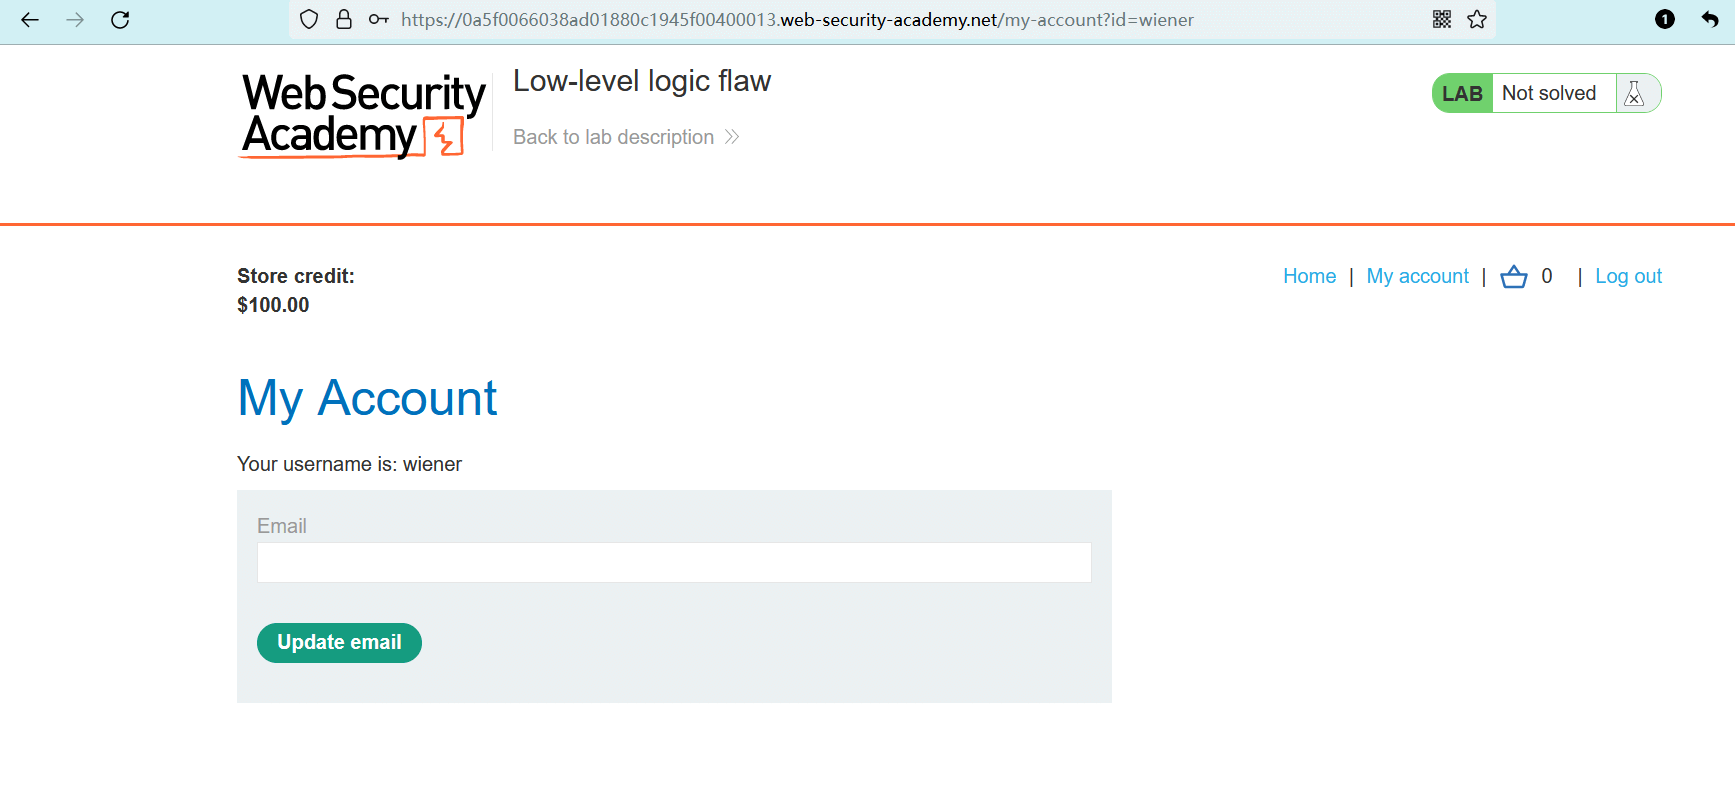 https://0a5f0066038ad01880c1945f00400013.web-security-academy.net/my-account?id=wiener
1
Web Security
Academy
Low-level logic flaw
Back to lab description
LAB Not solved
Store credit:
$100.00
Home | My account | 0 | Log out
My Account
Your username is: wiener
Email
Update email